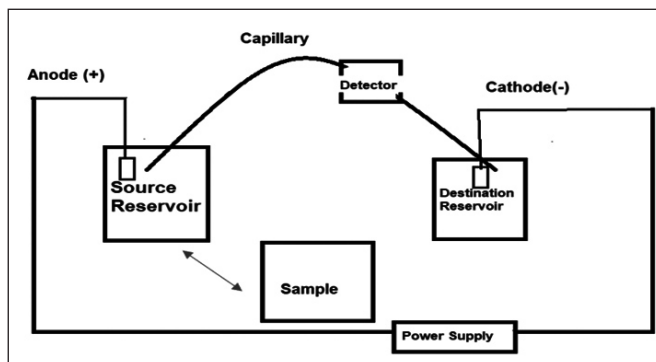 Capillary
Anode (+)
Detector
Cathode(-)
Source
Reservoir
Destination
Reservoir
Sample
Power Supply